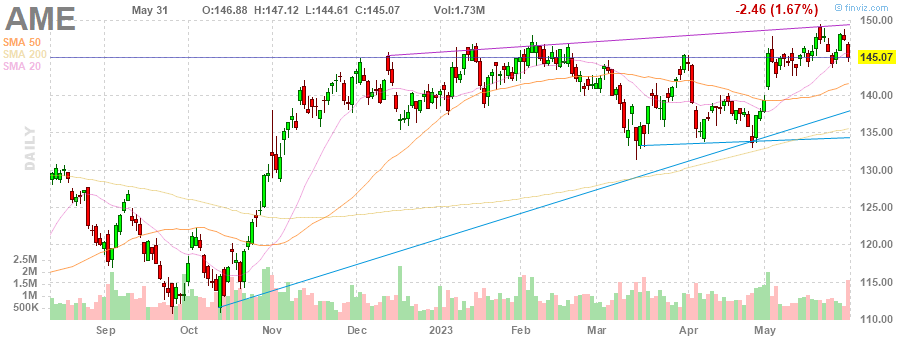 AME
May 31 O:146.88 H:147.12 L:144.61 C:145.07 Vol:1.73M -2.46 (1.67%) finviz.com
SMA 50
SMA 200
SMA 20
150.00
145.07
140.00
135.00
130.00
125.00
120.00
115.00
110.00
DAILY
2.5M
2M
1.5M
1M
500K
Sep Oct Nov Dec 2023 Feb Mar Apr May